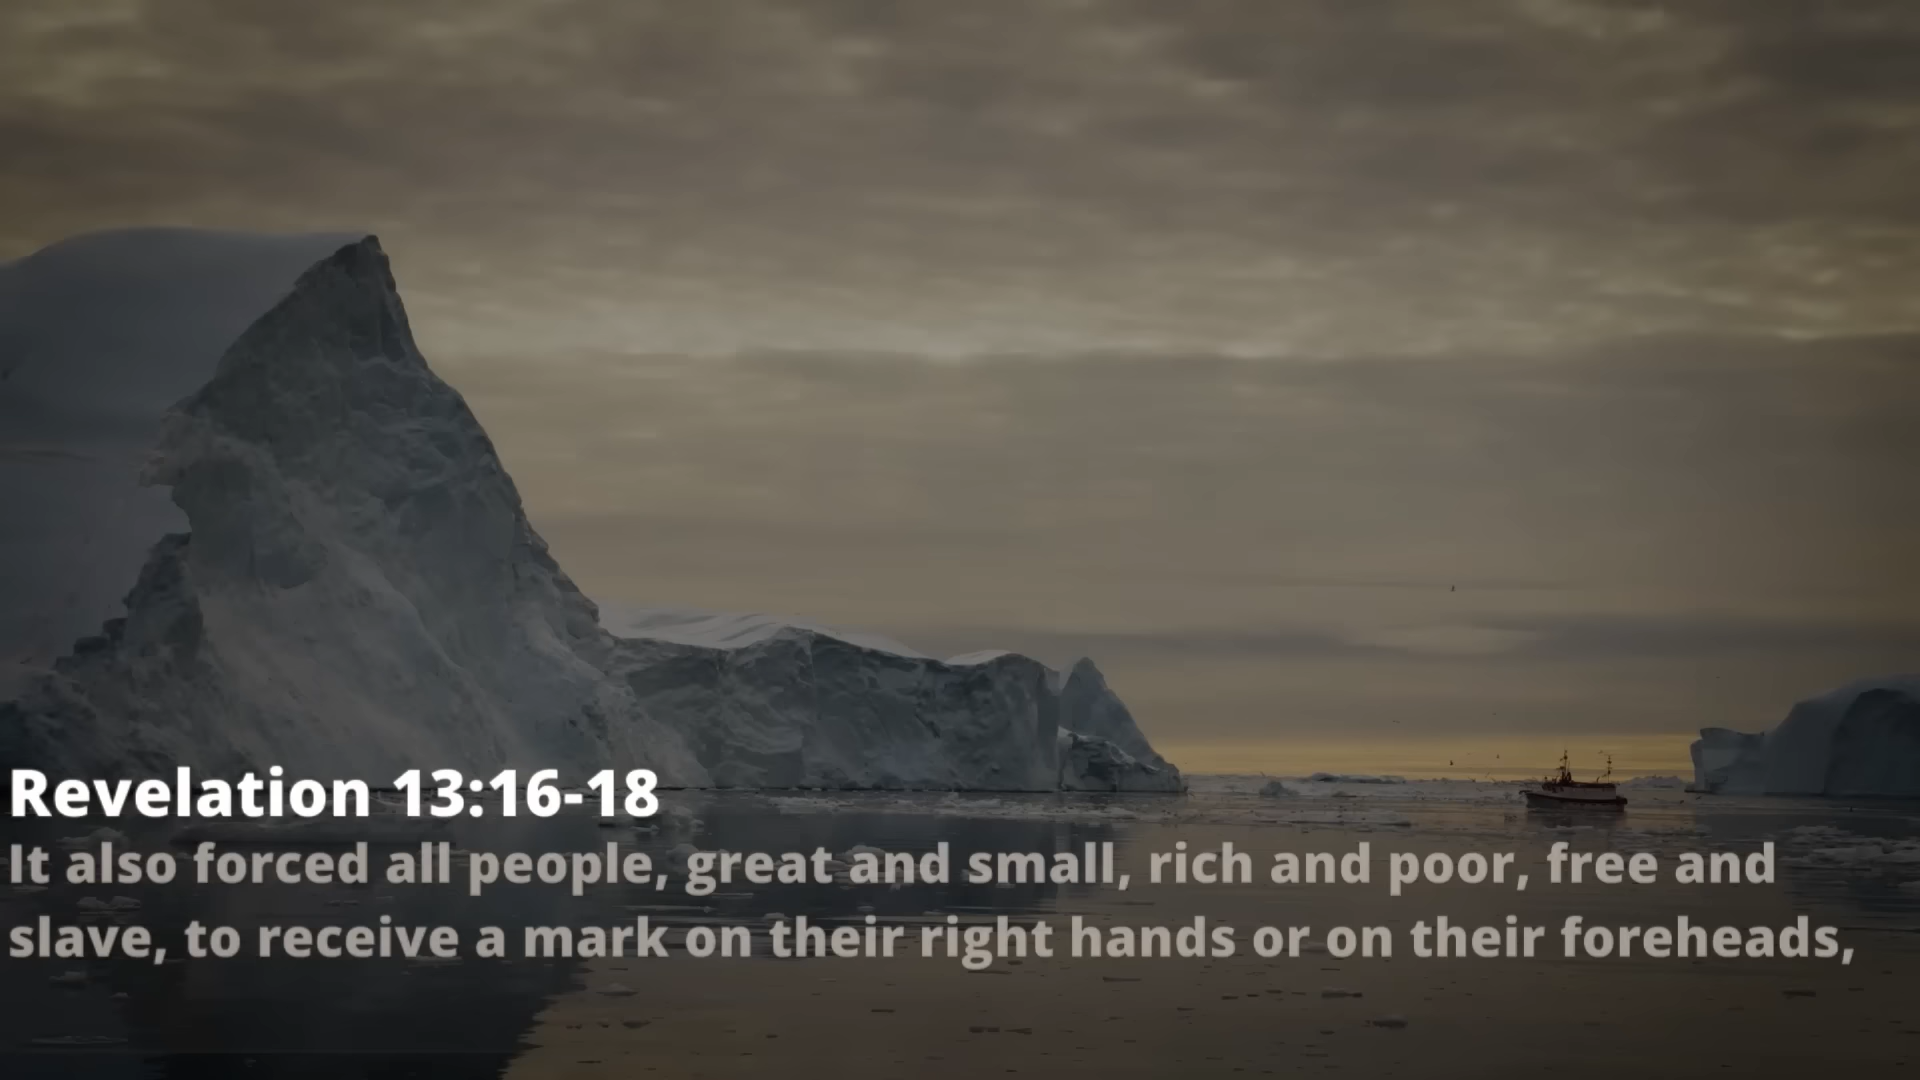 Revelation 13:16-18
It also forced all people, great and small, rich and poor, free and
slave, to receive a mark on their right hands or on their foreheads,